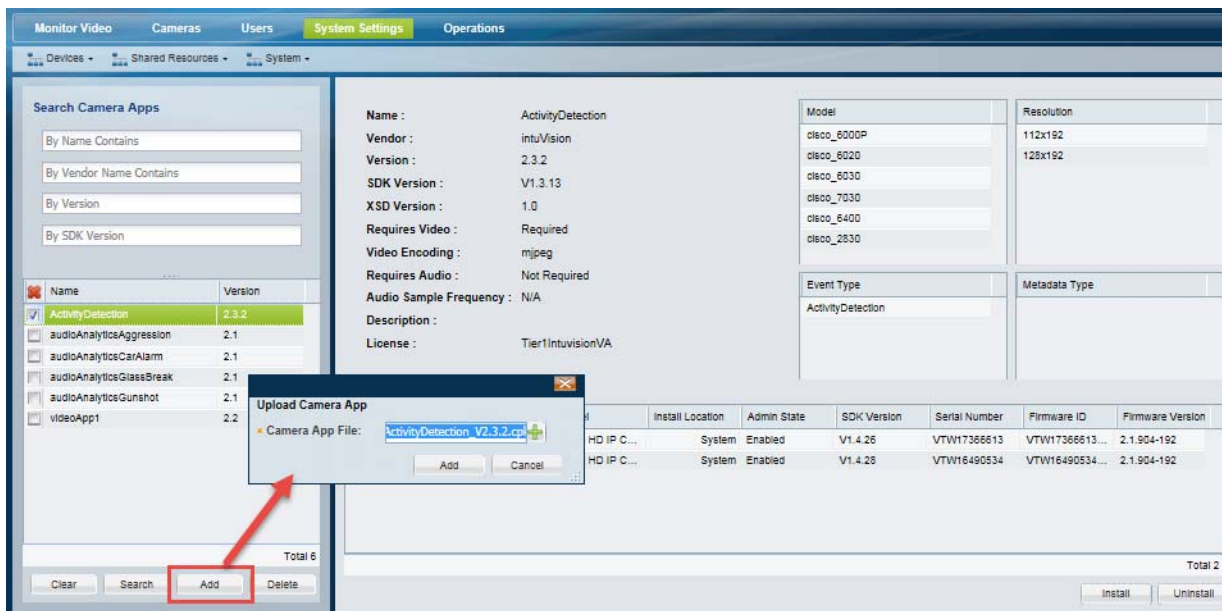 Monitor Video Cameras Users System Settings Operations
Devices Shared Resources System
Search Camera Apps
By Name Contains
By Vendor Name Contains
By Version
By SDK Version
Name Version
ActivityDetection 2.3.2
audioAnalyticsAggression 2.1
audioAnalyticsCarAlarm 2.1
audioAnalyticsGlassBreak 2.1
audioAnalyticsGunshot 2.1
videoApp1 2.2
Total 6
Clear Search Add Delete
Name : ActivityDetection
Vendor : intuVision
Version : 2.3.2
SDK Version : V1.3.13
XSD Version : 1.0
Requires Video : Required
Video Encoding : mjpeg
Requires Audio : Not Required
Audio Sample Frequency : N/A
Description :
License : Tier1IntuvisionVA
Model
cisco_6000P
cisco_6020
cisco_6030
cisco_7030
cisco_6400
cisco_2830
Resolution
112x192
128x192
Event Type
ActivityDetection
Metadata Type
Upload Camera App
Camera App File: ActivityDetection_V2.3.2.cp
Add Cancel
el Install Location Admin State SDK Version Serial Number Firmware ID Firmware Version
HD IP C... System Enabled V1.4.26 VTW17366613 VTW17366613... 2.1.904-192
HD IP C... System Enabled V1.4.28 VTW16490534 VTW16490534... 2.1.904-192
Total 2
Install Uninstall